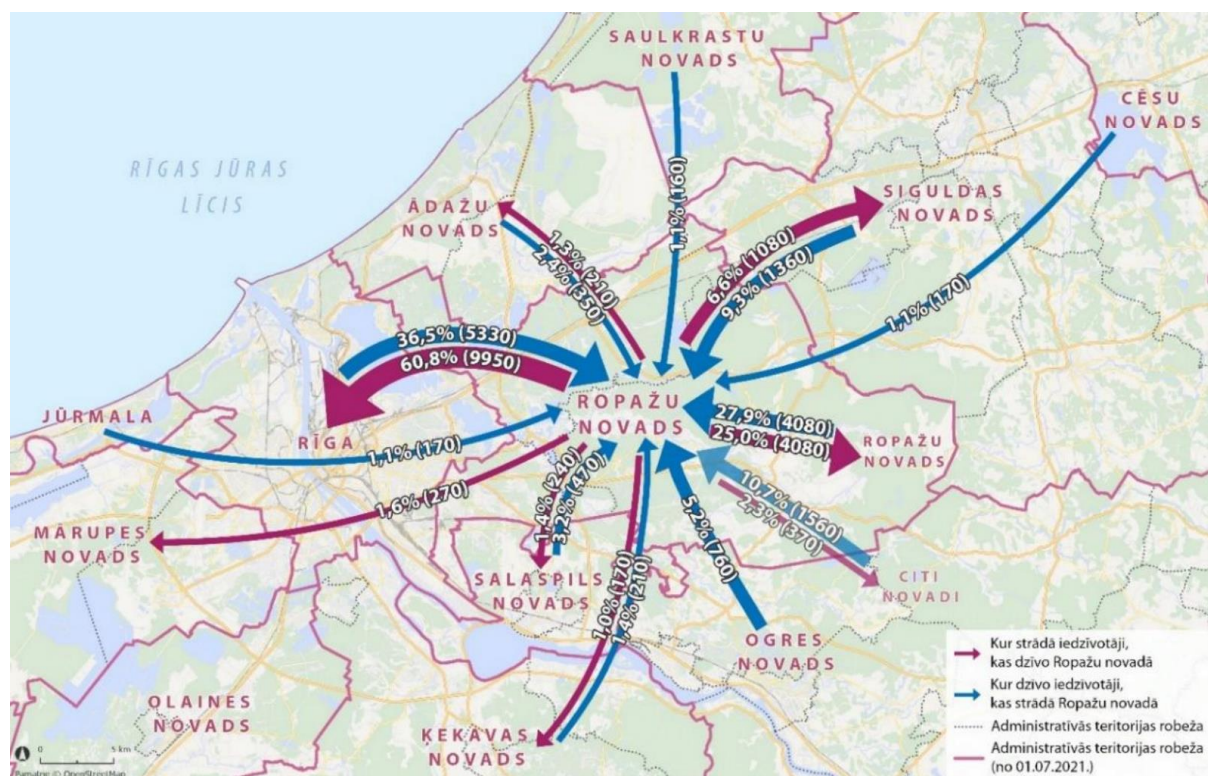 SAULKRASTU
NOVADS
CĒSU
NOVADS
RĪGAS JŪRAS
LĪCIS
SIGULDAS
NOVADS
ĀDAŽU
NOVADS
1,1% (160)
1,3% (210)
2,4% (350)
6,6% (1080)
9,3% (1360)
1,1% (170)
36,5% (5330)
60,8% (9950)
ROPAŽU
NOVADS
27,9% (4080)
25,0% (4080)
ROPAŽU
NOVADS
JŪRMALA
RĪGA
1,1% (170)
1,6% (270)
1,4% (240)
3,2% (470)
10,7% (1560)
2,3% (370)
5,2% (760)
MĀRUPES
NOVADS
SALASPILS
NOVADS
CITI
NOVADI
1,0% (170)
1,4% (210)
OGRES
NOVADS
OLAINES
NOVADS
ĶEKAVAS
NOVADS
Kur strādā iedzīvotāji,
kas dzīvo Ropažu novadā
Kur dzīvo iedzīvotāji,
kas strādā Ropažu novadā
Administratīvās teritorijas robeža
Administratīvās teritorijas robeža
(no 01.07.2021.)
0 5 km
Pamatne: © OpenStreetMap